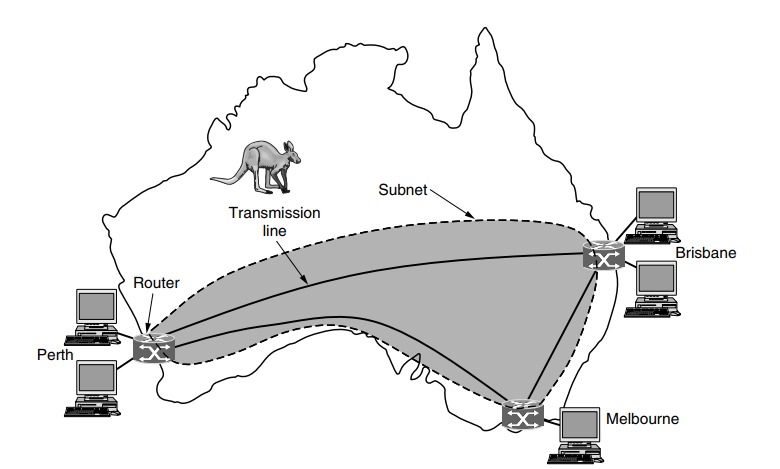 Subnet
Transmission
line
Brisbane
Router
Perth
Melbourne